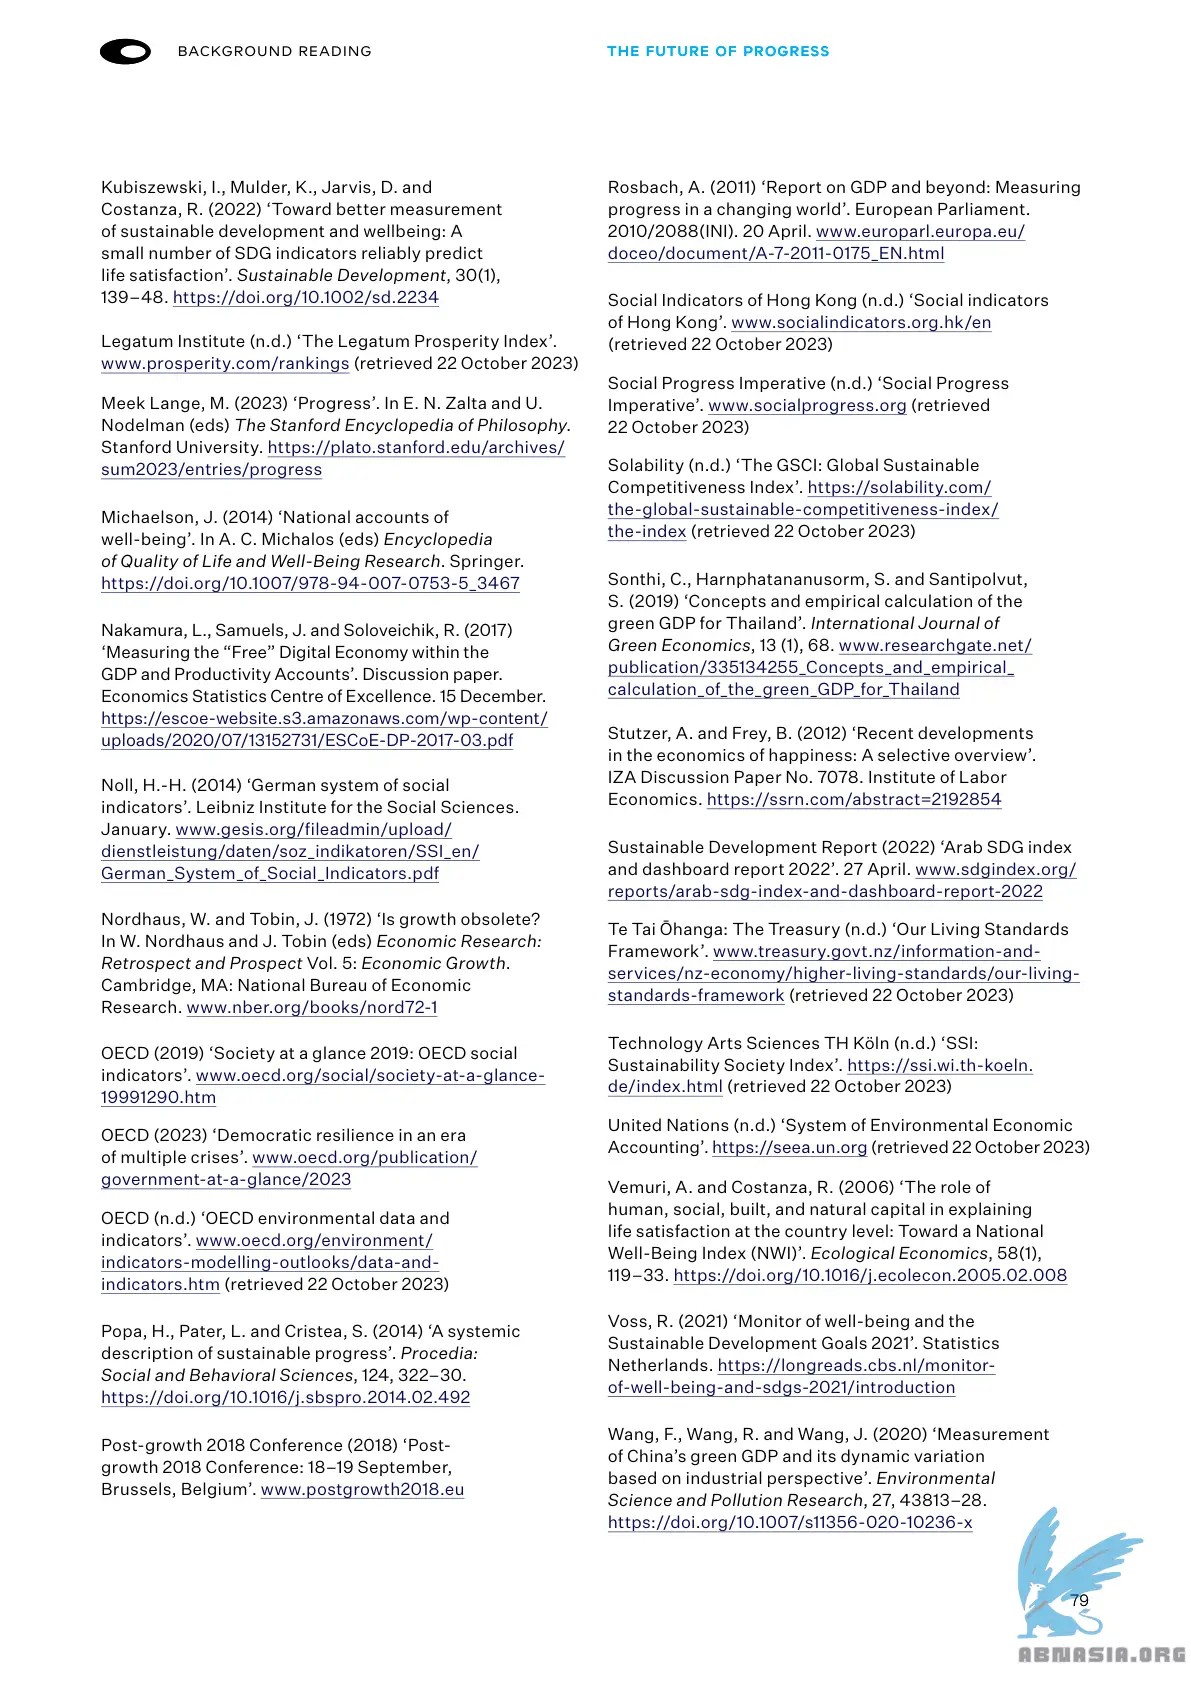 BACKGROUND READING
THE FUTURE OF PROGRESS
Kubiszewski, I., Mulder, K., Jarvis, D. and
Costanza, R. (2022) ‘Toward better measurement
of sustainable development and wellbeing: A
small number of SDG indicators reliably predict
life satisfaction’. Sustainable Development, 30(1),
139–48. https://doi.org/10.1002/sd.2234
Legatum Institute (n.d.) ‘The Legatum Prosperity Index’.
www.prosperity.com/rankings (retrieved 22 October 2023)
Meek Lange, M. (2023) ‘Progress’. In E. N. Zalta and U.
Nodelman (eds) The Stanford Encyclopedia of Philosophy.
Stanford University. https://plato.stanford.edu/archives/
sum2023/entries/progress
Michaelson, J. (2014) ‘National accounts of
well-being’. In A. C. Michalos (eds) Encyclopedia
of Quality of Life and Well-Being Research. Springer.
https://doi.org/10.1007/978-94-007-0753-5_3467
Nakamura, L., Samuels, J. and Soloveichik, R. (2017)
‘Measuring the “Free” Digital Economy within the
GDP and Productivity Accounts’. Discussion paper.
Economics Statistics Centre of Excellence. 15 December.
https://escoe-website.s3.amazonaws.com/wp-content/
uploads/2020/07/13152731/ESCoE-DP-2017-03.pdf
Noll, H.-H. (2014) ‘German system of social
indicators’. Leibniz Institute for the Social Sciences.
January. www.gesis.org/fileadmin/upload/
dienstleistung/daten/soz_indikatoren/SSI_en/
German_System_of_Social_Indicators.pdf
Nordhaus, W. and Tobin, J. (1972) ‘Is growth obsolete?
In W. Nordhaus and J. Tobin (eds) Economic Research:
Retrospect and Prospect Vol. 5: Economic Growth.
Cambridge, MA: National Bureau of Economic
Research. www.nber.org/books/nord72-1
OECD (2019) ‘Society at a glance 2019: OECD social
indicators’. www.oecd.org/social/society-at-a-glance-
19991290.htm
OECD (2023) ‘Democratic resilience in an era
of multiple crises’. www.oecd.org/publication/
government-at-a-glance/2023
OECD (n.d.) ‘OECD environmental data and
indicators’. www.oecd.org/environment/
indicators-modelling-outlooks/data-and-
indicators.htm (retrieved 22 October 2023)
Popa, H., Pater, L. and Cristea, S. (2014) ‘A systemic
description of sustainable progress’. Procedia:
Social and Behavioral Sciences, 124, 322–30.
https://doi.org/10.1016/j.sbspro.2014.02.492
Post-growth 2018 Conference (2018) ‘Post-
growth 2018 Conference: 18–19 September,
Brussels, Belgium’. www.postgrowth2018.eu
Rosbach, A. (2011) ‘Report on GDP and beyond: Measuring
progress in a changing world’. European Parliament.
2010/2088(INI). 20 April. www.europarl.europa.eu/
doceo/document/A-7-2011-0175_EN.html
Social Indicators of Hong Kong (n.d.) ‘Social indicators
of Hong Kong’. www.socialindicators.org.hk/en
(retrieved 22 October 2023)
Social Progress Imperative (n.d.) ‘Social Progress
Imperative’. www.socialprogress.org (retrieved
22 October 2023)
Solability (n.d.) ‘The GSCI: Global Sustainable
Competitiveness Index’. https://solability.com/
the-global-sustainable-competitiveness-index/
the-index (retrieved 22 October 2023)
Sonthi, C., Harnphatananusorm, S. and Santipolvut,
S. (2019) ‘Concepts and empirical calculation of the
green GDP for Thailand’. International Journal of
Green Economics, 13 (1), 68. www.researchgate.net/
publication/335134255_Concepts_and_empirical_
calculation_of_the_green_GDP_for_Thailand
Stutzer, A. and Frey, B. (2012) ‘Recent developments
in the economics of happiness: A selective overview’.
IZA Discussion Paper No. 7078. Institute of Labor
Economics. https://ssrn.com/abstract=2192854
Sustainable Development Report (2022) ‘Arab SDG index
and dashboard report 2022’. 27 April. www.sdgindex.org/
reports/arab-sdg-index-and-dashboard-report-2022
Te Tai Ōhanga: The Treasury (n.d.) ‘Our Living Standards
Framework’. www.treasury.govt.nz/information-and-
services/nz-economy/higher-living-standards/our-living-
standards-framework (retrieved 22 October 2023)
Technology Arts Sciences TH Köln (n.d.) ‘SSI:
Sustainability Society Index’. https://ssi.wi.th-koeln.
de/index.html (retrieved 22 October 2023)
United Nations (n.d.) ‘System of Environmental Economic
Accounting’. https://seea.un.org (retrieved 22 October 2023)
Vemuri, A. and Costanza, R. (2006) ‘The role of
human, social, built, and natural capital in explaining
life satisfaction at the country level: Toward a National
Well-Being Index (NWI)’. Ecological Economics, 58(1),
119–33. https://doi.org/10.1016/j.ecolecon.2005.02.008
Voss, R. (2021) ‘Monitor of well-being and the
Sustainable Development Goals 2021’. Statistics
Netherlands. https://longreads.cbs.nl/monitor-
of-well-being-and-sdgs-2021/introduction
Wang, F., Wang, R. and Wang, J. (2020) ‘Measurement
of China’s green GDP and its dynamic variation
based on industrial perspective’. Environmental
Science and Pollution Research, 27, 43813–28.
https://doi.org/10.1007/s11356-020-10236-x
79
ABNASIA.ORG